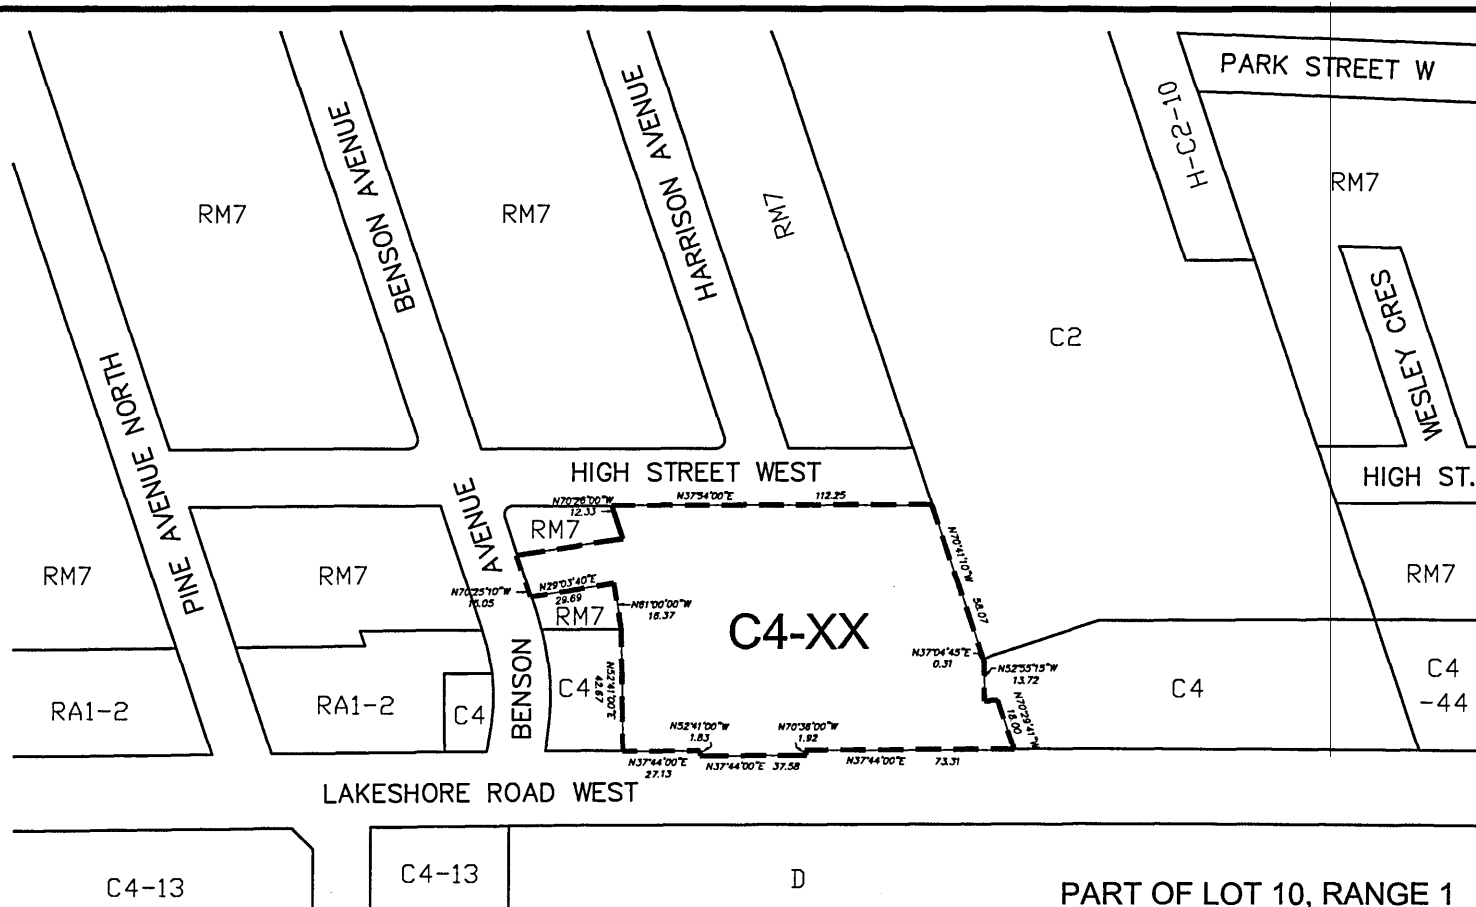 PARK STREET W
H-C2-10
RM7
BENSON AVENUE
HARRISON AVENUE
RM7
RM7
RM7
C2
WESLEY CRES
PINE AVENUE NORTH
HIGH STREET WEST
HIGH ST.
N70°26'00"W
12.33
N37°54'00"E 112.25
RM7
AVENUE
BENSON
RM7
RM7
N70°25'10"W
15.05
N29°03'40"E
29.69
RM7
N61°00'00"W
18.37
N70°41'10"W 58.07
C4-XX
RM7
N37°04'45"E
0.31
N52°55'15"W
13.72
N70°29'41"W
18.00
RA1-2
RA1-2
C4
C4
N52°41'00"E
42.67
C4
C4
-44
N52°41'00"W
1.83
N70°38'00"W
1.92
N37°44'00"E
27.13
N37°44'00"E 37.58
N37°44'00"E 73.31
LAKESHORE ROAD WEST
C4-13
C4-13
D
PART OF LOT 10, RANGE 1